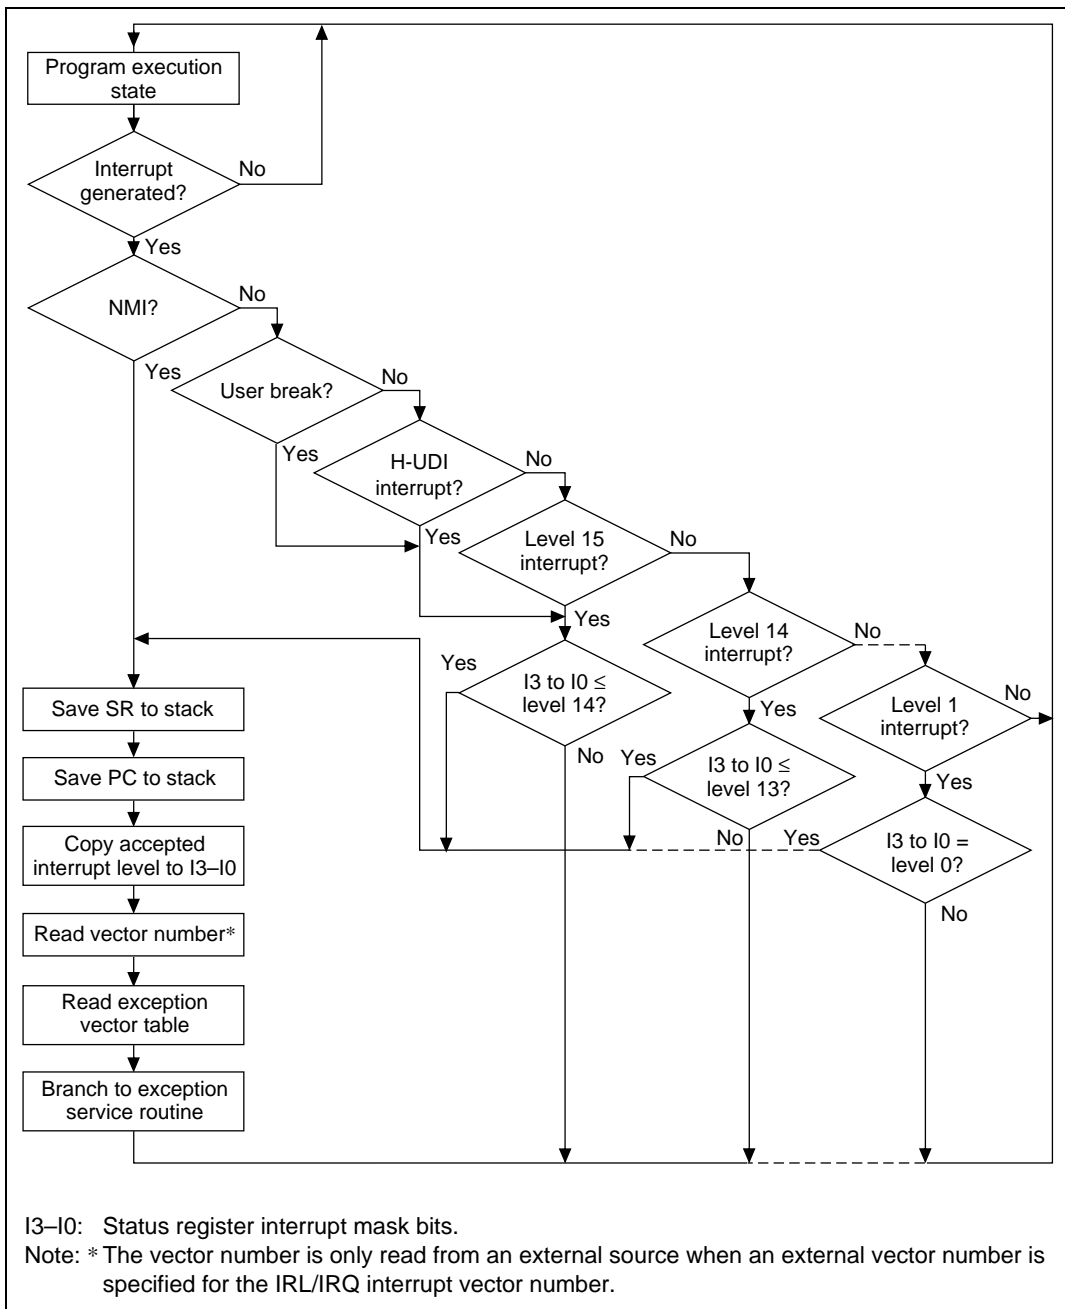 Program execution
state
Interrupt
generated?
No
Yes
NMI?
No
Yes
User break?
No
Yes
H-UDI
interrupt?
No
Yes
Level 15
interrupt?
No
Yes
Level 14
interrupt?
No
Yes
Level 1
interrupt?
No
Yes
I3 to I0 ≤
level 14?
Yes
No
I3 to I0 ≤
level 13?
Yes
No
I3 to I0 =
level 0?
Yes
No
Save SR to stack
Save PC to stack
Copy accepted
interrupt level to I3–I0
Read vector number*
Read exception
vector table
Branch to exception
service routine
I3–I0: Status register interrupt mask bits.
Note: * The vector number is only read from an external source when an external vector number is
specified for the IRL/IRQ interrupt vector number.